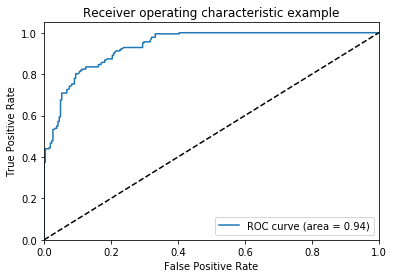 Receiver operating characteristic example
True Positive Rate
1.0
0.8
0.6
0.4
0.2
0.0
ROC curve (area = 0.94)
0.0 0.2 0.4 0.6 0.8 1.0
False Positive Rate